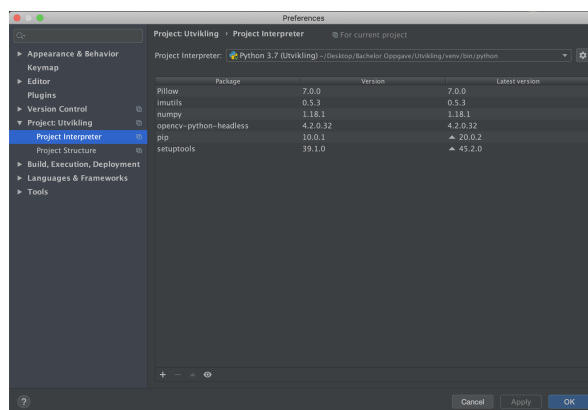 Preferences
Project: Utvikling › Project Interpreter For current project
Project Interpreter: Python 3.7 (Utvikling) ~/Desktop/Bachelor Oppgave/Utvikling/venv/bin/python
Appearance & Behavior
Keymap
Editor
Plugins
Version Control
Project: Utvikling
Project Interpreter
Project Structure
Build, Execution, Deployment
Languages & Frameworks
Tools
Package Version Latest version
Pillow 7.0.0 7.0.0
imutils 0.5.3 0.5.3
numpy 1.18.1 1.18.1
opencv-python-headless 4.2.0.32 4.2.0.32
pip 10.0.1 20.0.2
setuptools 39.1.0 45.2.0
? Cancel Apply OK